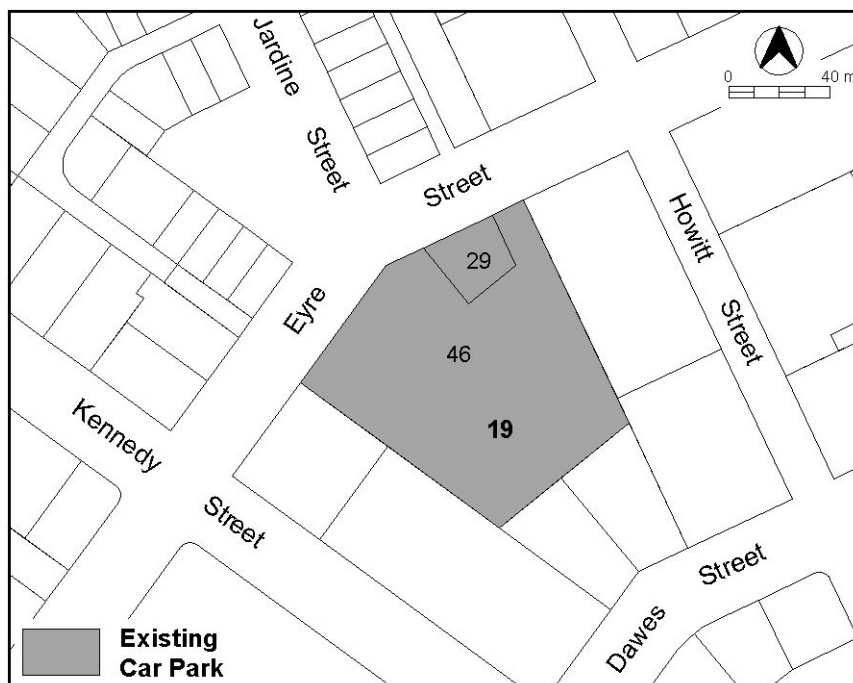 Jardine
Street
0 40 m
Street
Howitt
Street
29
Eyre
46
19
Kennedy
Street
Street
Dawes
Existing
Car Park